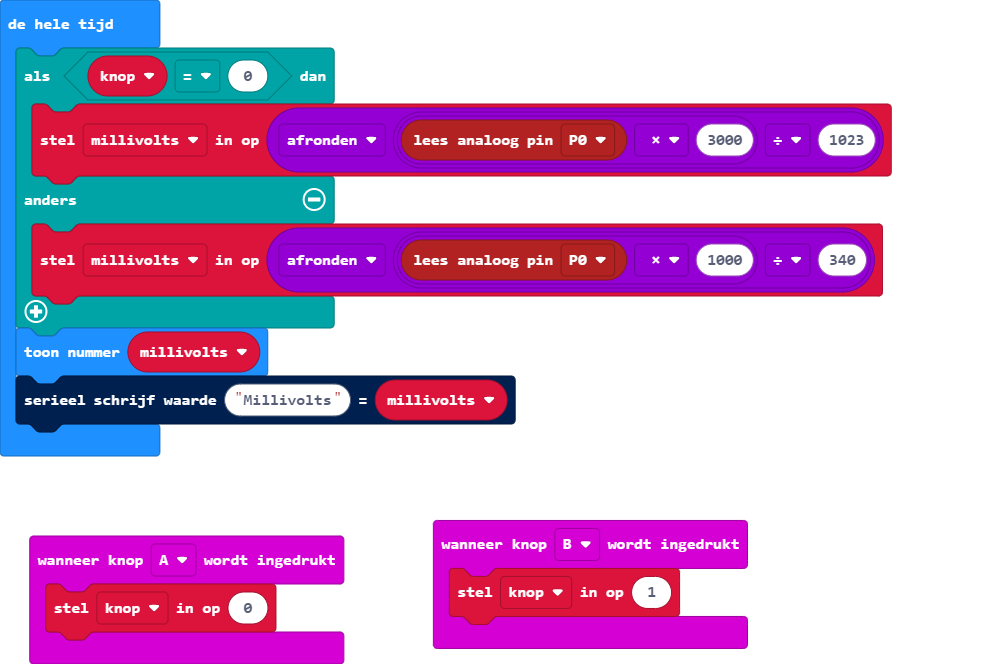 de hele tijd
als knop = 0 dan
stel millivolts in op afronden lees analoog pin P0 × 3000 ÷ 1023
anders
stel millivolts in op afronden lees analoog pin P0 × 1000 ÷ 340
toon nummer millivolts
serieel schrijf waarde "Millivolts" = millivolts
wanneer knop A wordt ingedrukt
stel knop in op 0
wanneer knop B wordt ingedrukt
stel knop in op 1